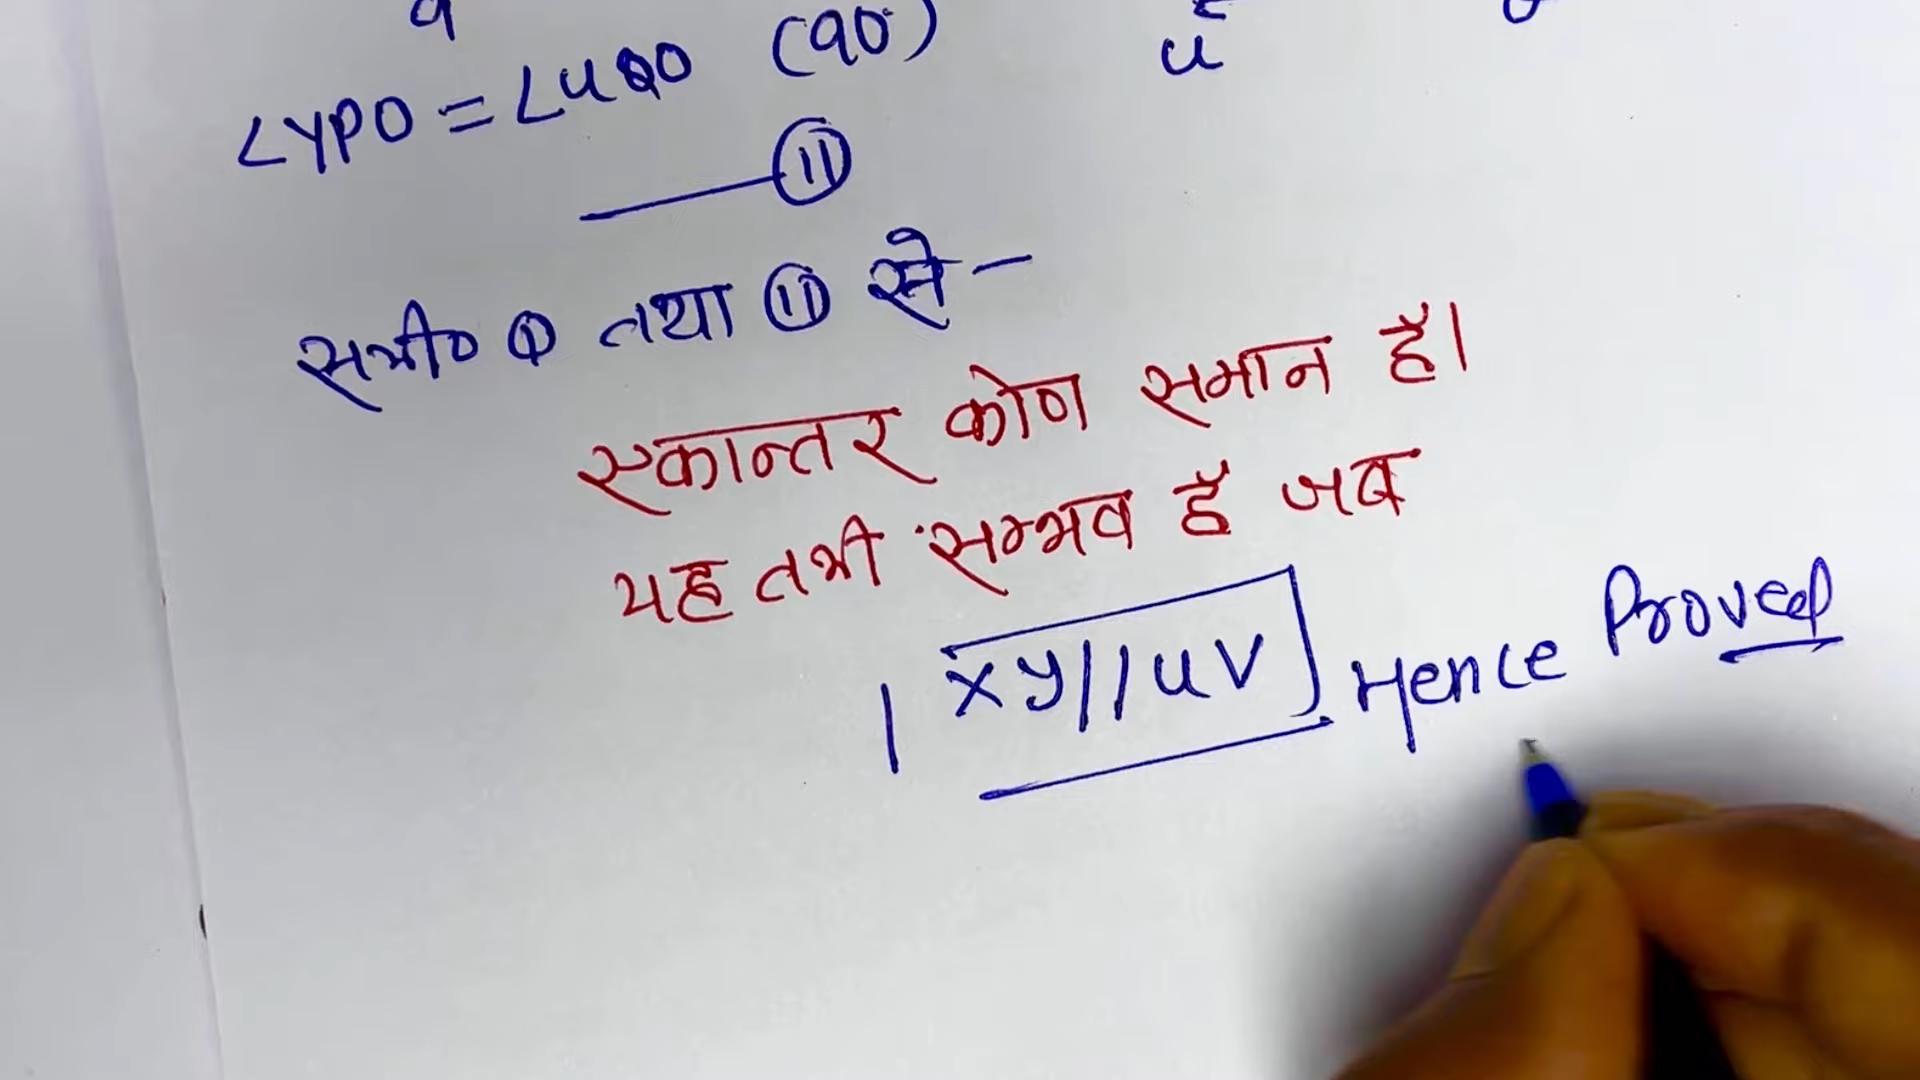 ∠YPO = ∠UQO (90°)
II
समी० I तथा II से -
एकान्तर कोण समान है।
यह तभी सम्भव है जब
XY//UV Hence Proved